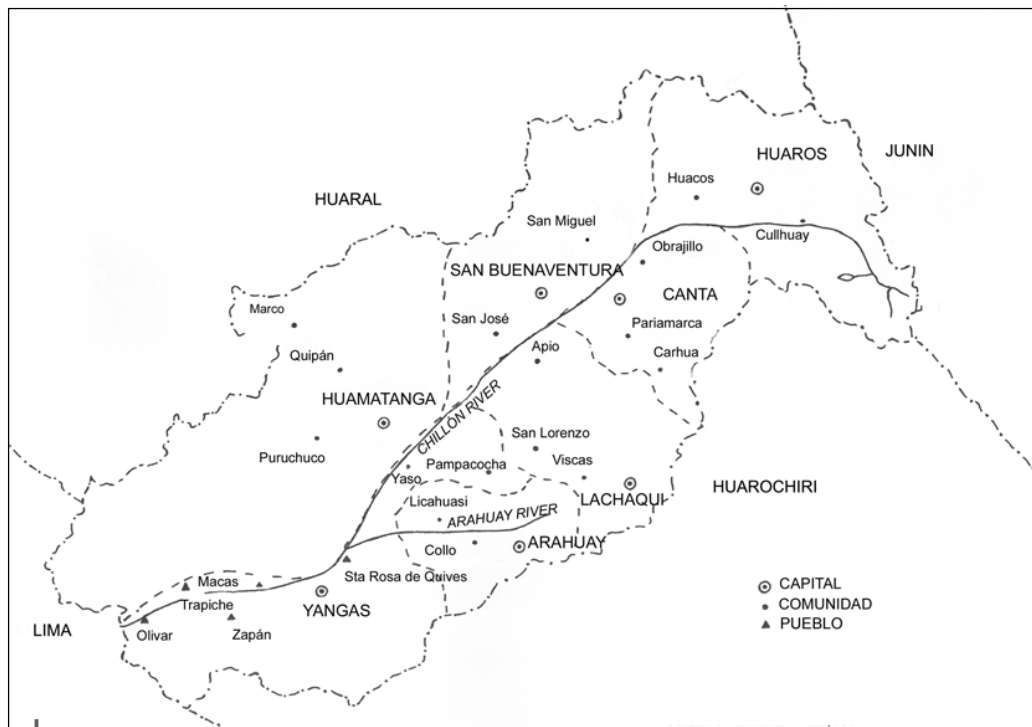 HUAROS
JUNIN
Huacos
HUARAL
San Miguel
Cullhuay
Obrajillo
SAN BUENAVENTURA
CANTA
Marco
San José
Pariamarca
Apio
Carhua
Quipán
HUAMATANGA
CHILLÓN RIVER
San Lorenzo
Puruchuco
Pampacocha
Viscas
Yaso
LACHAQUI
HUAROCHIRI
Licahuasi
ARAHUAY RIVER
ARAHUAY
Collo
Sta Rosa de Quives
Macas
CAPITAL
Trapiche
YANGAS
COMUNIDAD
LIMA
Olivar
Zapán
PUEBLO